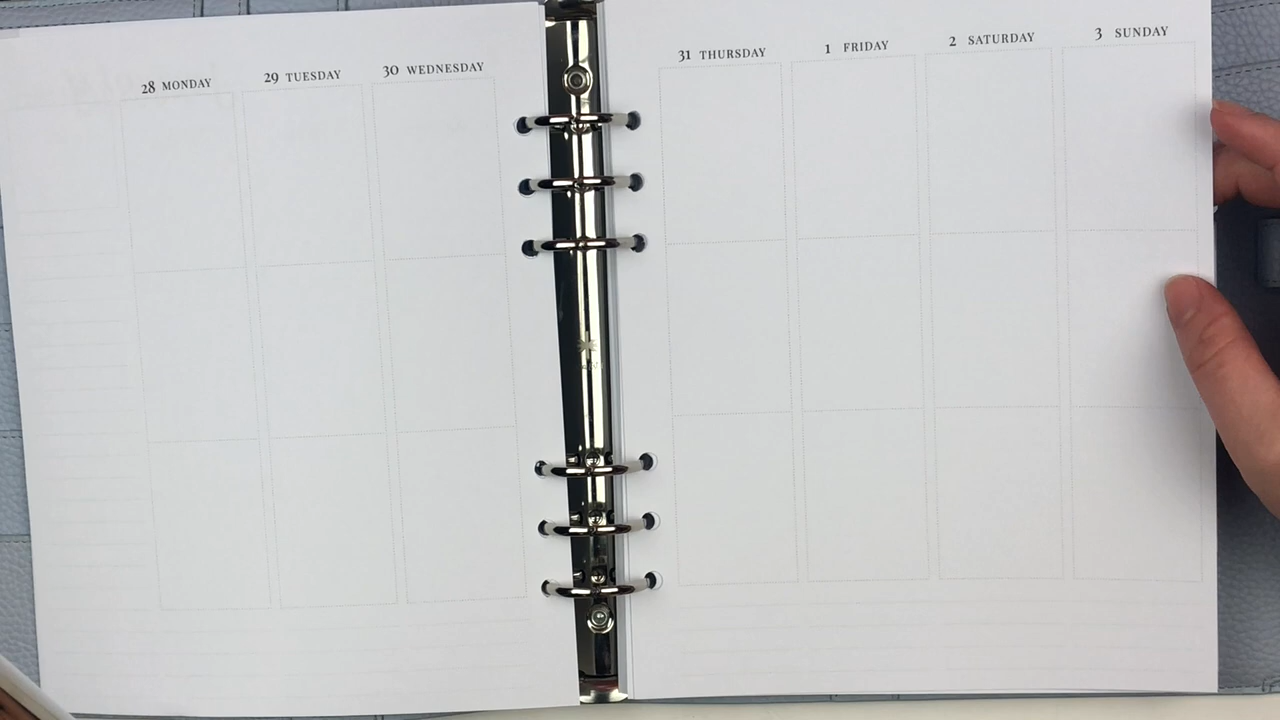 28 MONDAY
29 TUESDAY
30 WEDNESDAY
31 THURSDAY
1 FRIDAY
2 SATURDAY
3 SUNDAY